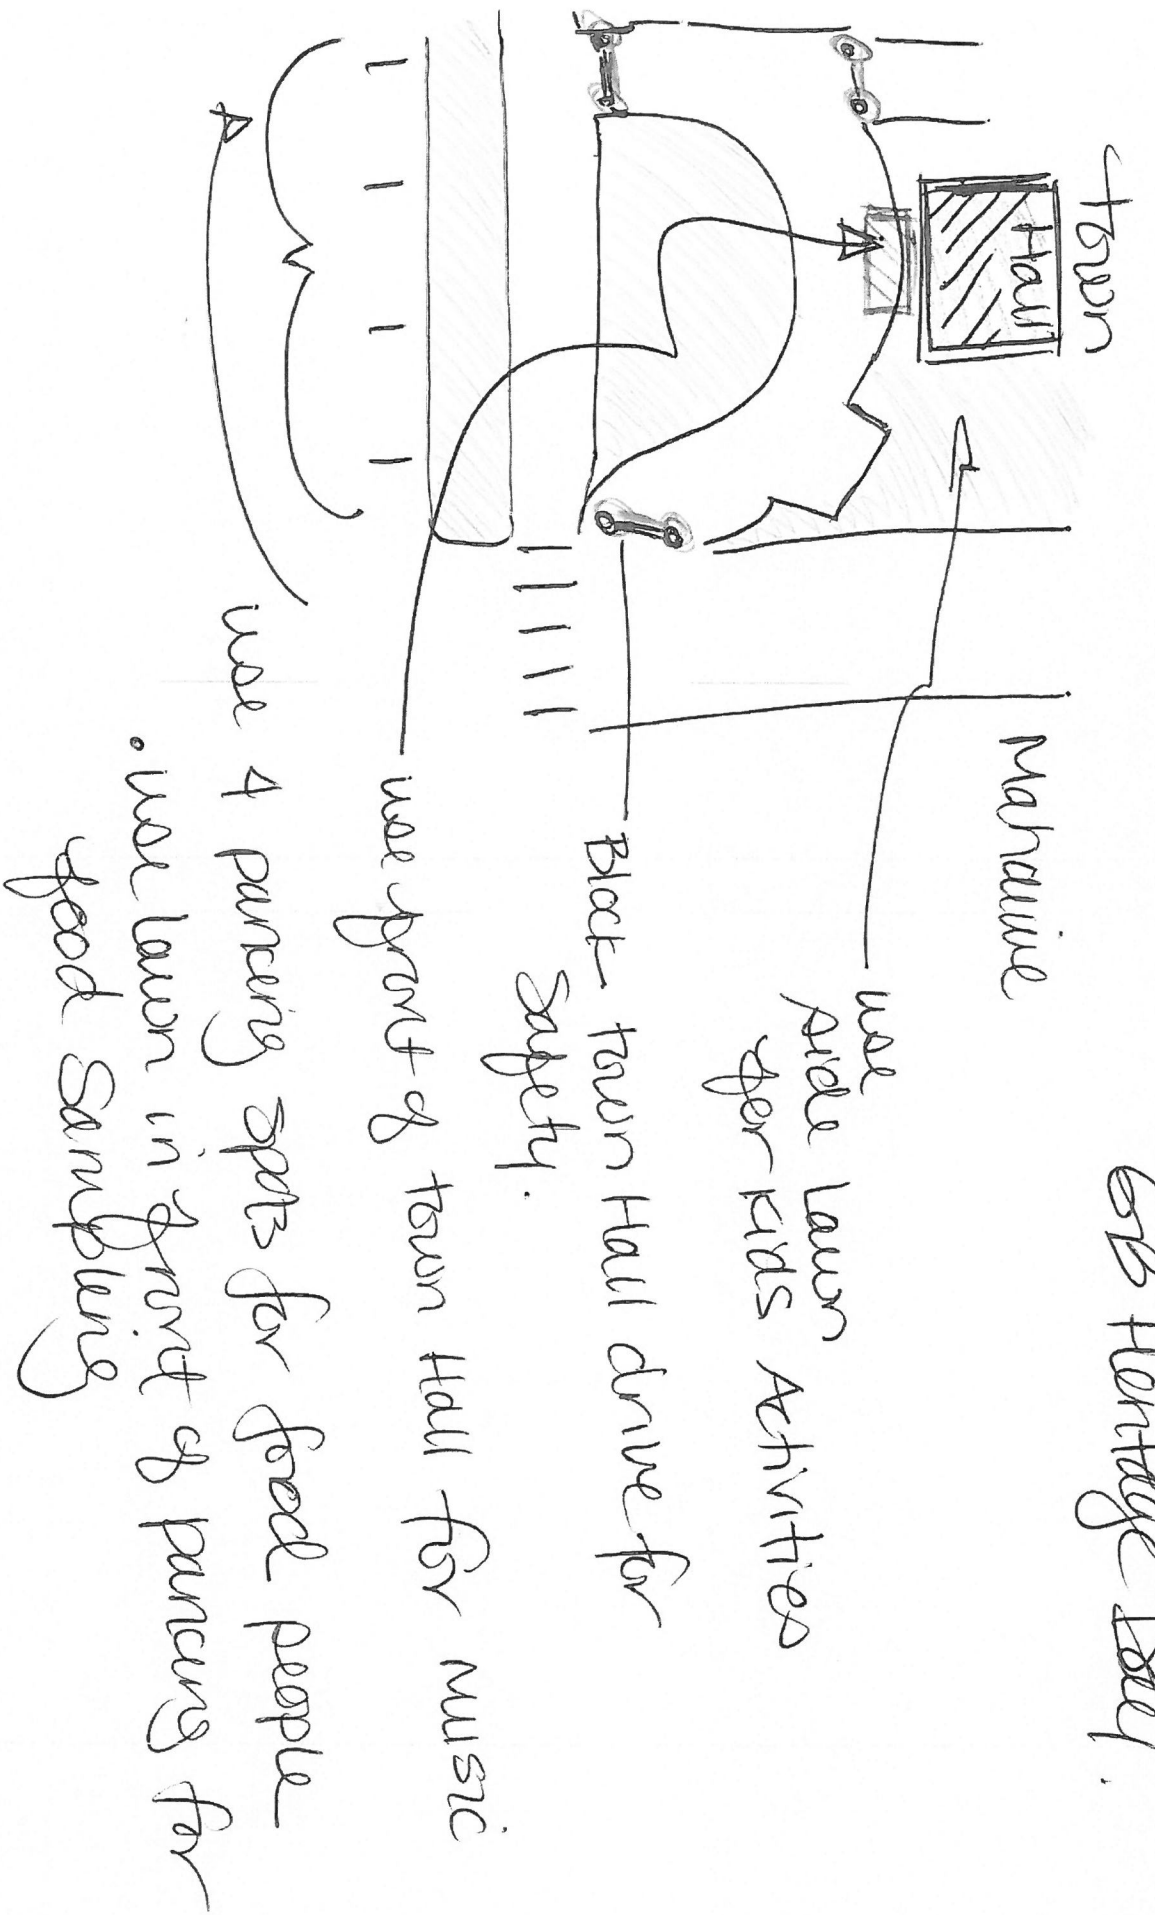 GB Heritage Day.
Town
Hall
Mahaiwe
use
side Lawn
for Kids Activities
Block town Hall drive for
safety.
use front of town Hall for music
use 4 parking spots for food people
• use lawn in front of parking for
food Sampling